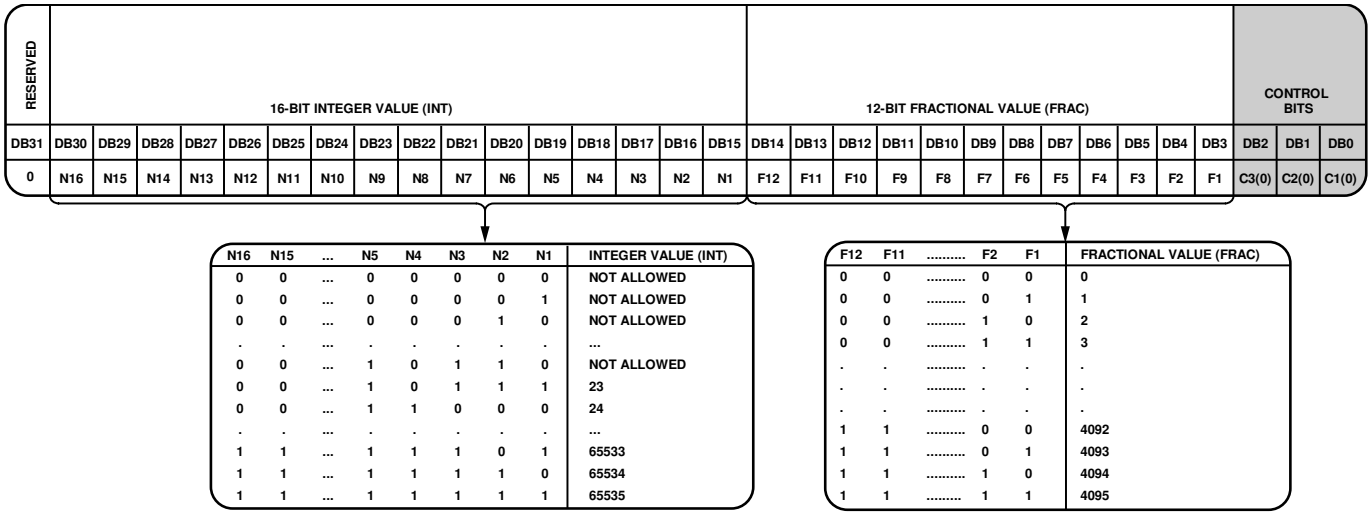 RESERVED
16-BIT INTEGER VALUE (INT) 12-BIT FRACTIONAL VALUE (FRAC) CONTROL BITS
DB31 DB30 DB29 DB28 DB27 DB26 DB25 DB24 DB23 DB22 DB21 DB20 DB19 DB18 DB17 DB16 DB15 DB14 DB13 DB12 DB11 DB10 DB9 DB8 DB7 DB6 DB5 DB4 DB3 DB2 DB1 DB0
0 N16 N15 N14 N13 N12 N11 N10 N9 N8 N7 N6 N5 N4 N3 N2 N1 F12 F11 F10 F9 F8 F7 F6 F5 F4 F3 F2 F1 C3(0) C2(0) C1(0)
N16 N15 ... N5 N4 N3 N2 N1 INTEGER VALUE (INT)
0 0 ... 0 0 0 0 0 NOT ALLOWED
0 0 ... 0 0 0 0 1 NOT ALLOWED
0 0 ... 0 0 0 1 0 NOT ALLOWED
. . ... . . . . . ...
0 0 ... 1 0 1 1 0 NOT ALLOWED
0 0 ... 1 0 1 1 1 23
0 0 ... 1 1 0 0 0 24
. . ... . . . . . ...
1 1 ... 1 1 1 0 1 65533
1 1 ... 1 1 1 1 0 65534
1 1 ... 1 1 1 1 1 65535
F12 F11 .......... F2 F1 FRACTIONAL VALUE (FRAC)
0 0 .......... 0 0 0
0 0 .......... 0 1 1
0 0 .......... 1 0 2
0 0 .......... 1 1 3
. . .......... . . .
. . .......... . . .
. . .......... . . .
1 1 .......... 0 0 4092
1 1 .......... 0 1 4093
1 1 .......... 1 0 4094
1 1 ......... 1 1 4095